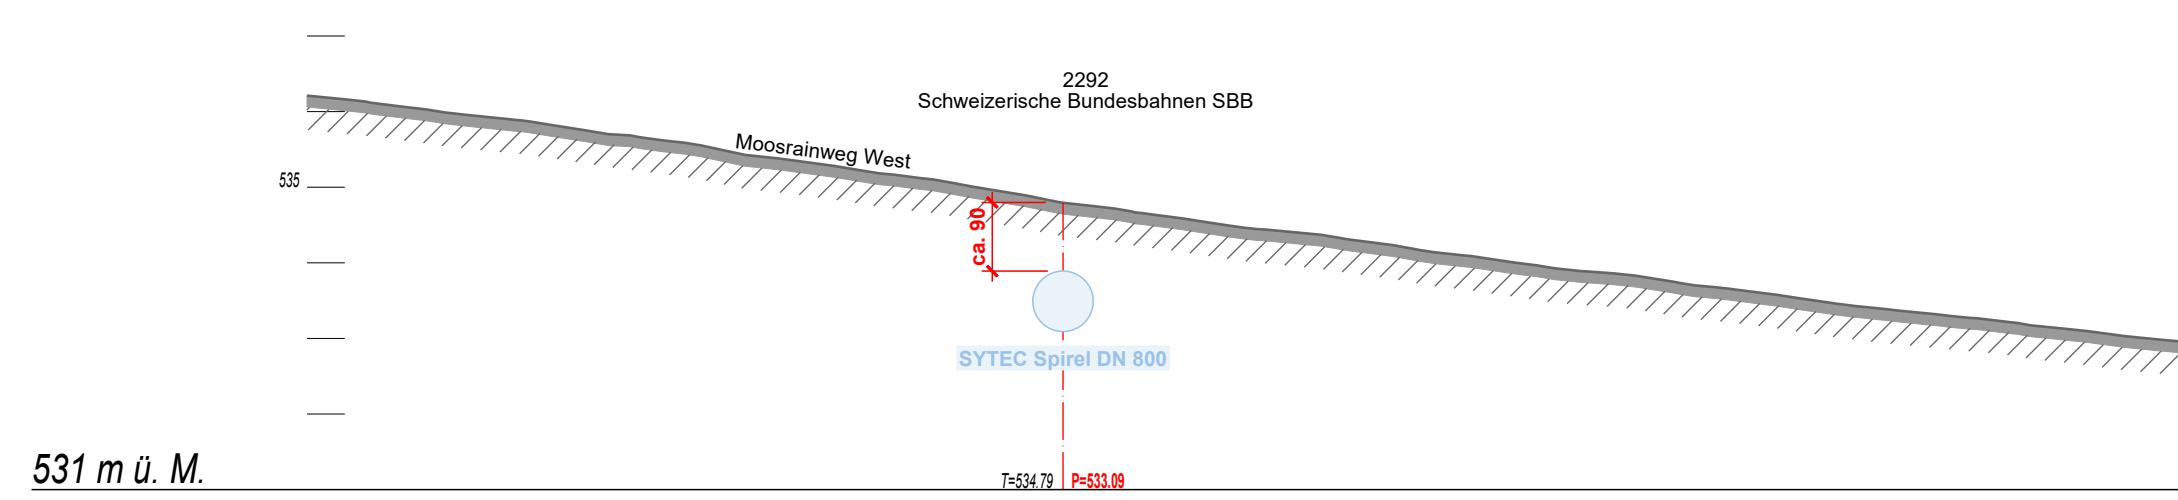 2292
Schweizerische Bundesbahnen SBB
Moosrainweg West
535
ca. 90
SYTEC Spirel DN 800
531 m ü. M.
T=534.79 P=533.09